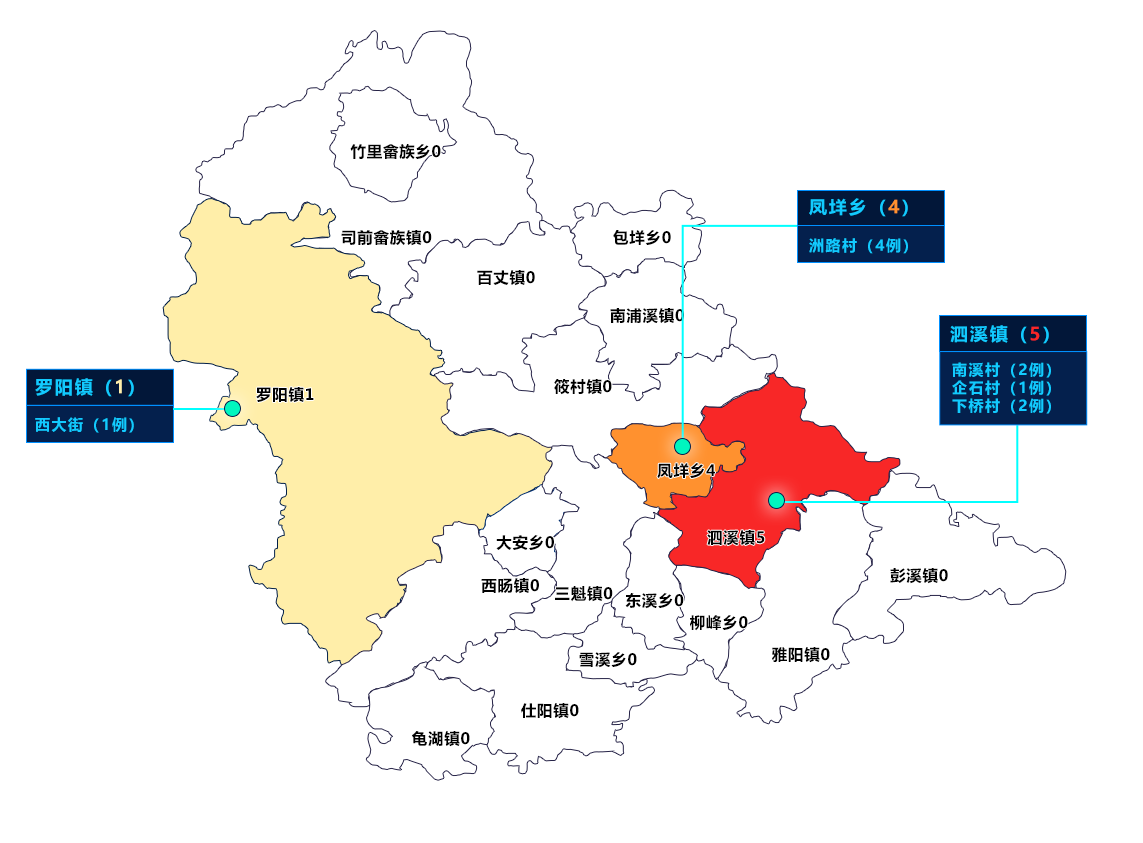 竹里畲族乡0
凤垟乡（4）
洲路村（4例）
司前畲族镇0
包垟乡0
百丈镇0
南浦溪镇0
泗溪镇（5）
南溪村（2例）
企石村（1例）
下桥村（2例）
罗阳镇（1）
西大街（1例）
罗阳镇1
筱村镇0
凤垟乡4
泗溪镇5
大安乡0
西旸镇0
三魁镇0
东溪乡0
柳峰乡0
彭溪镇0
雪溪乡0
雅阳镇0
仕阳镇0
龟湖镇0